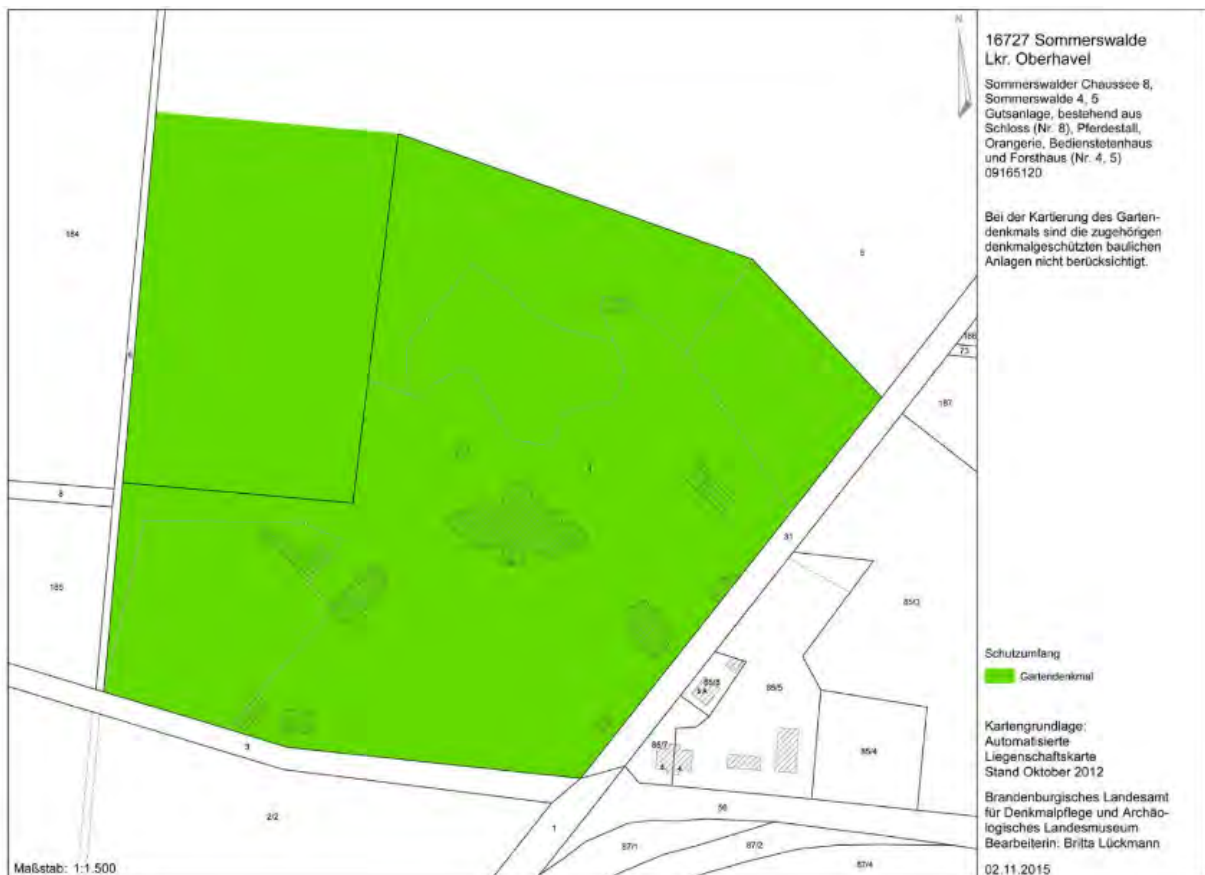 N
16727 Sommerswalde
Lkr. Oberhavel
Sommerswalder Chaussee 8,
Sommerswalde 4, 5
Gutsanlage, bestehend aus
Schloss (Nr. 8), Pferdestall,
Orangerie, Bedienstetenhaus
und Forsthaus (Nr. 4, 5)
09165120
Bei der Kartierung des Garten-
denkmals sind die zugehörigen
denkmalgeschützten baulichen
Anlagen nicht berücksichtigt.
184
6
186
73
187
8
31
185
85/5
85/4
3
56
2/2
1
87/1
87/2
87/4
Schutzumfang
Gartendenkmal
Kartengrundlage:
Automatisierte
Liegenschaftskarte
Stand Oktober 2012
Brandenburgisches Landesamt
für Denkmalpflege und Archäo-
logisches Landesmuseum
Bearbeiterin: Britta Lückmann
02.11.2015
Maßstab: 1:1.500